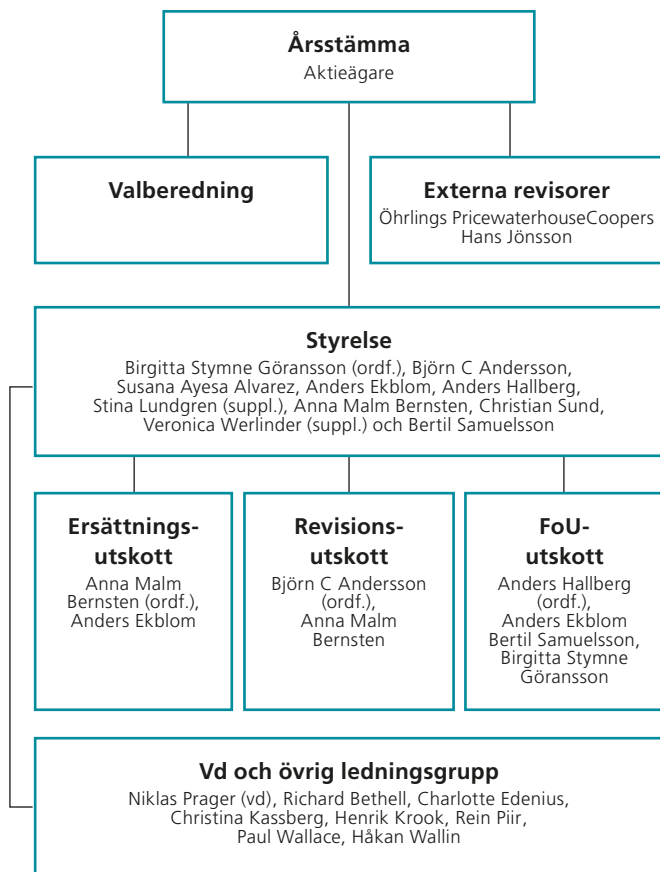 Årsstämma
Aktieägare
Valberedning
Externa revisorer
Öhrlings PricewaterhouseCoopers
Hans Jönsson
Styrelse
Birgitta Stymne Göransson (ordf.), Björn C Andersson,
Susana Ayesa Alvarez, Anders Ekblom, Anders Hallberg,
Stina Lundgren (suppl.), Anna Malm Bernsten, Christian Sund,
Veronica Werlinder (suppl.) och Bertil Samuelsson
Ersättnings-
utskott
Anna Malm
Bernsten (ordf.),
Anders Ekblom
Revisions-
utskott
Björn C Andersson
(ordf.),
Anna Malm
Bernsten
FoU-
utskott
Anders Hallberg
(ordf.),
Anders Ekblom
Bertil Samuelsson,
Birgitta Stymne
Göransson
Vd och övrig ledningsgrupp
Niklas Prager (vd), Richard Bethell, Charlotte Edenius,
Christina Kassberg, Henrik Krook, Rein Piir,
Paul Wallace, Håkan Wallin